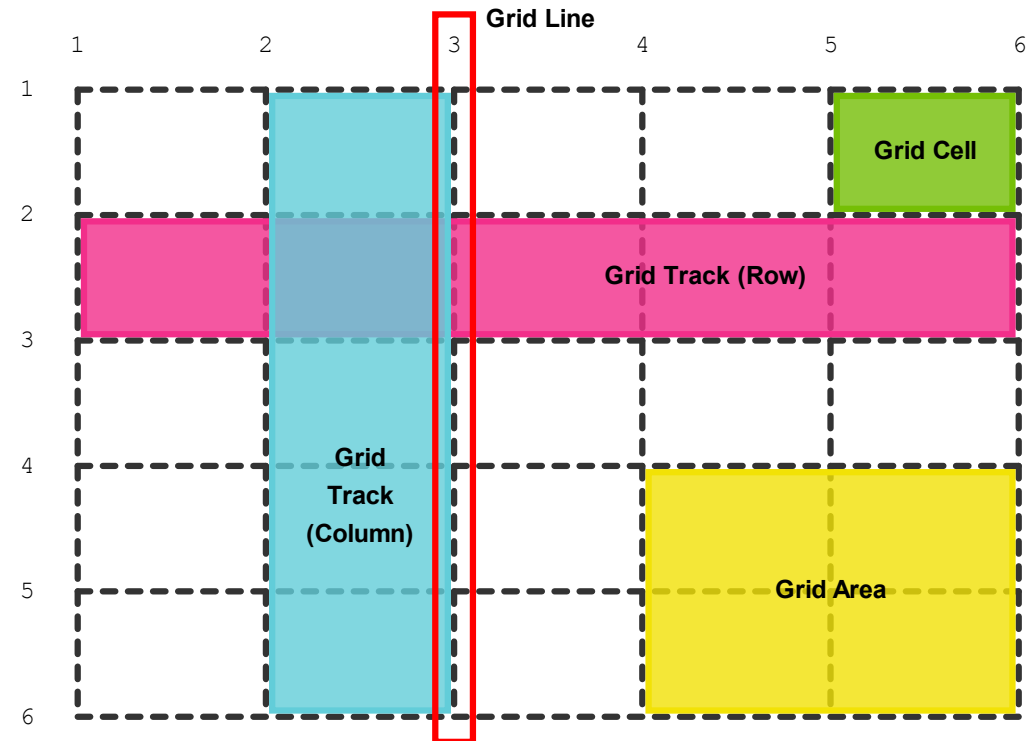 Grid Line
1 2 3 4 5 6
1
Grid Cell
2
Grid Track (Row)
3
4
Grid
Track
(Column)
5
Grid Area
6